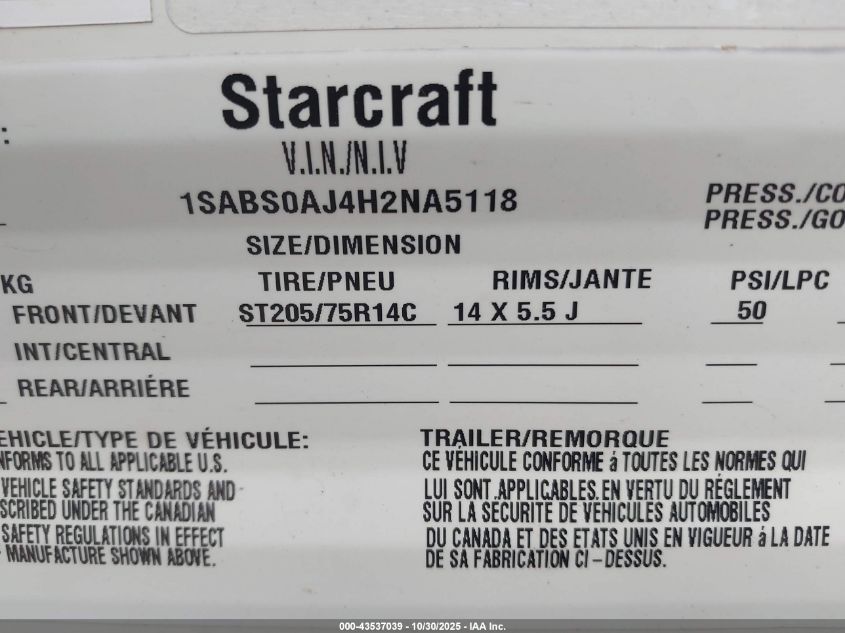 Starcraft
:
V.I.N./N.I.V
1SABS0AJ4H2NA5118
PRESS./CO
PRESS./GO
SIZE/DIMENSION
KG TIRE/PNEU RIMS/JANTE PSI/LPC
FRONT/DEVANT ST205/75R14C 14 X 5.5 J 50
INT/CENTRAL
REAR/ARRIÉRE
EHICLE/TYPE DE VÉHICULE: TRAILER/REMORQUE
NFORMS TO ALL APPLICABLE U.S. CE VÉHICULE CONFORME á TOUTES LES NORMES QUI
VEHICLE SAFETY STANDARDS AND LUI SONT APPLICABLES EN VERTU DU RÉGLEMENT
SCRIBED UNDER THE CANADIAN SUR LA SÉCURITÉ DE VEHICULES AUTOMOBILES
SAFETY REGULATIONS IN EFFECT DU CANADA ET DES ETATS UNIS EN VIGUEUR á LA DATE
MANUFACTURE SHOWN ABOVE. DE SA FABRICATION CI-DESSUS.
000-43537039 - 10/30/2025 - IAA Inc.